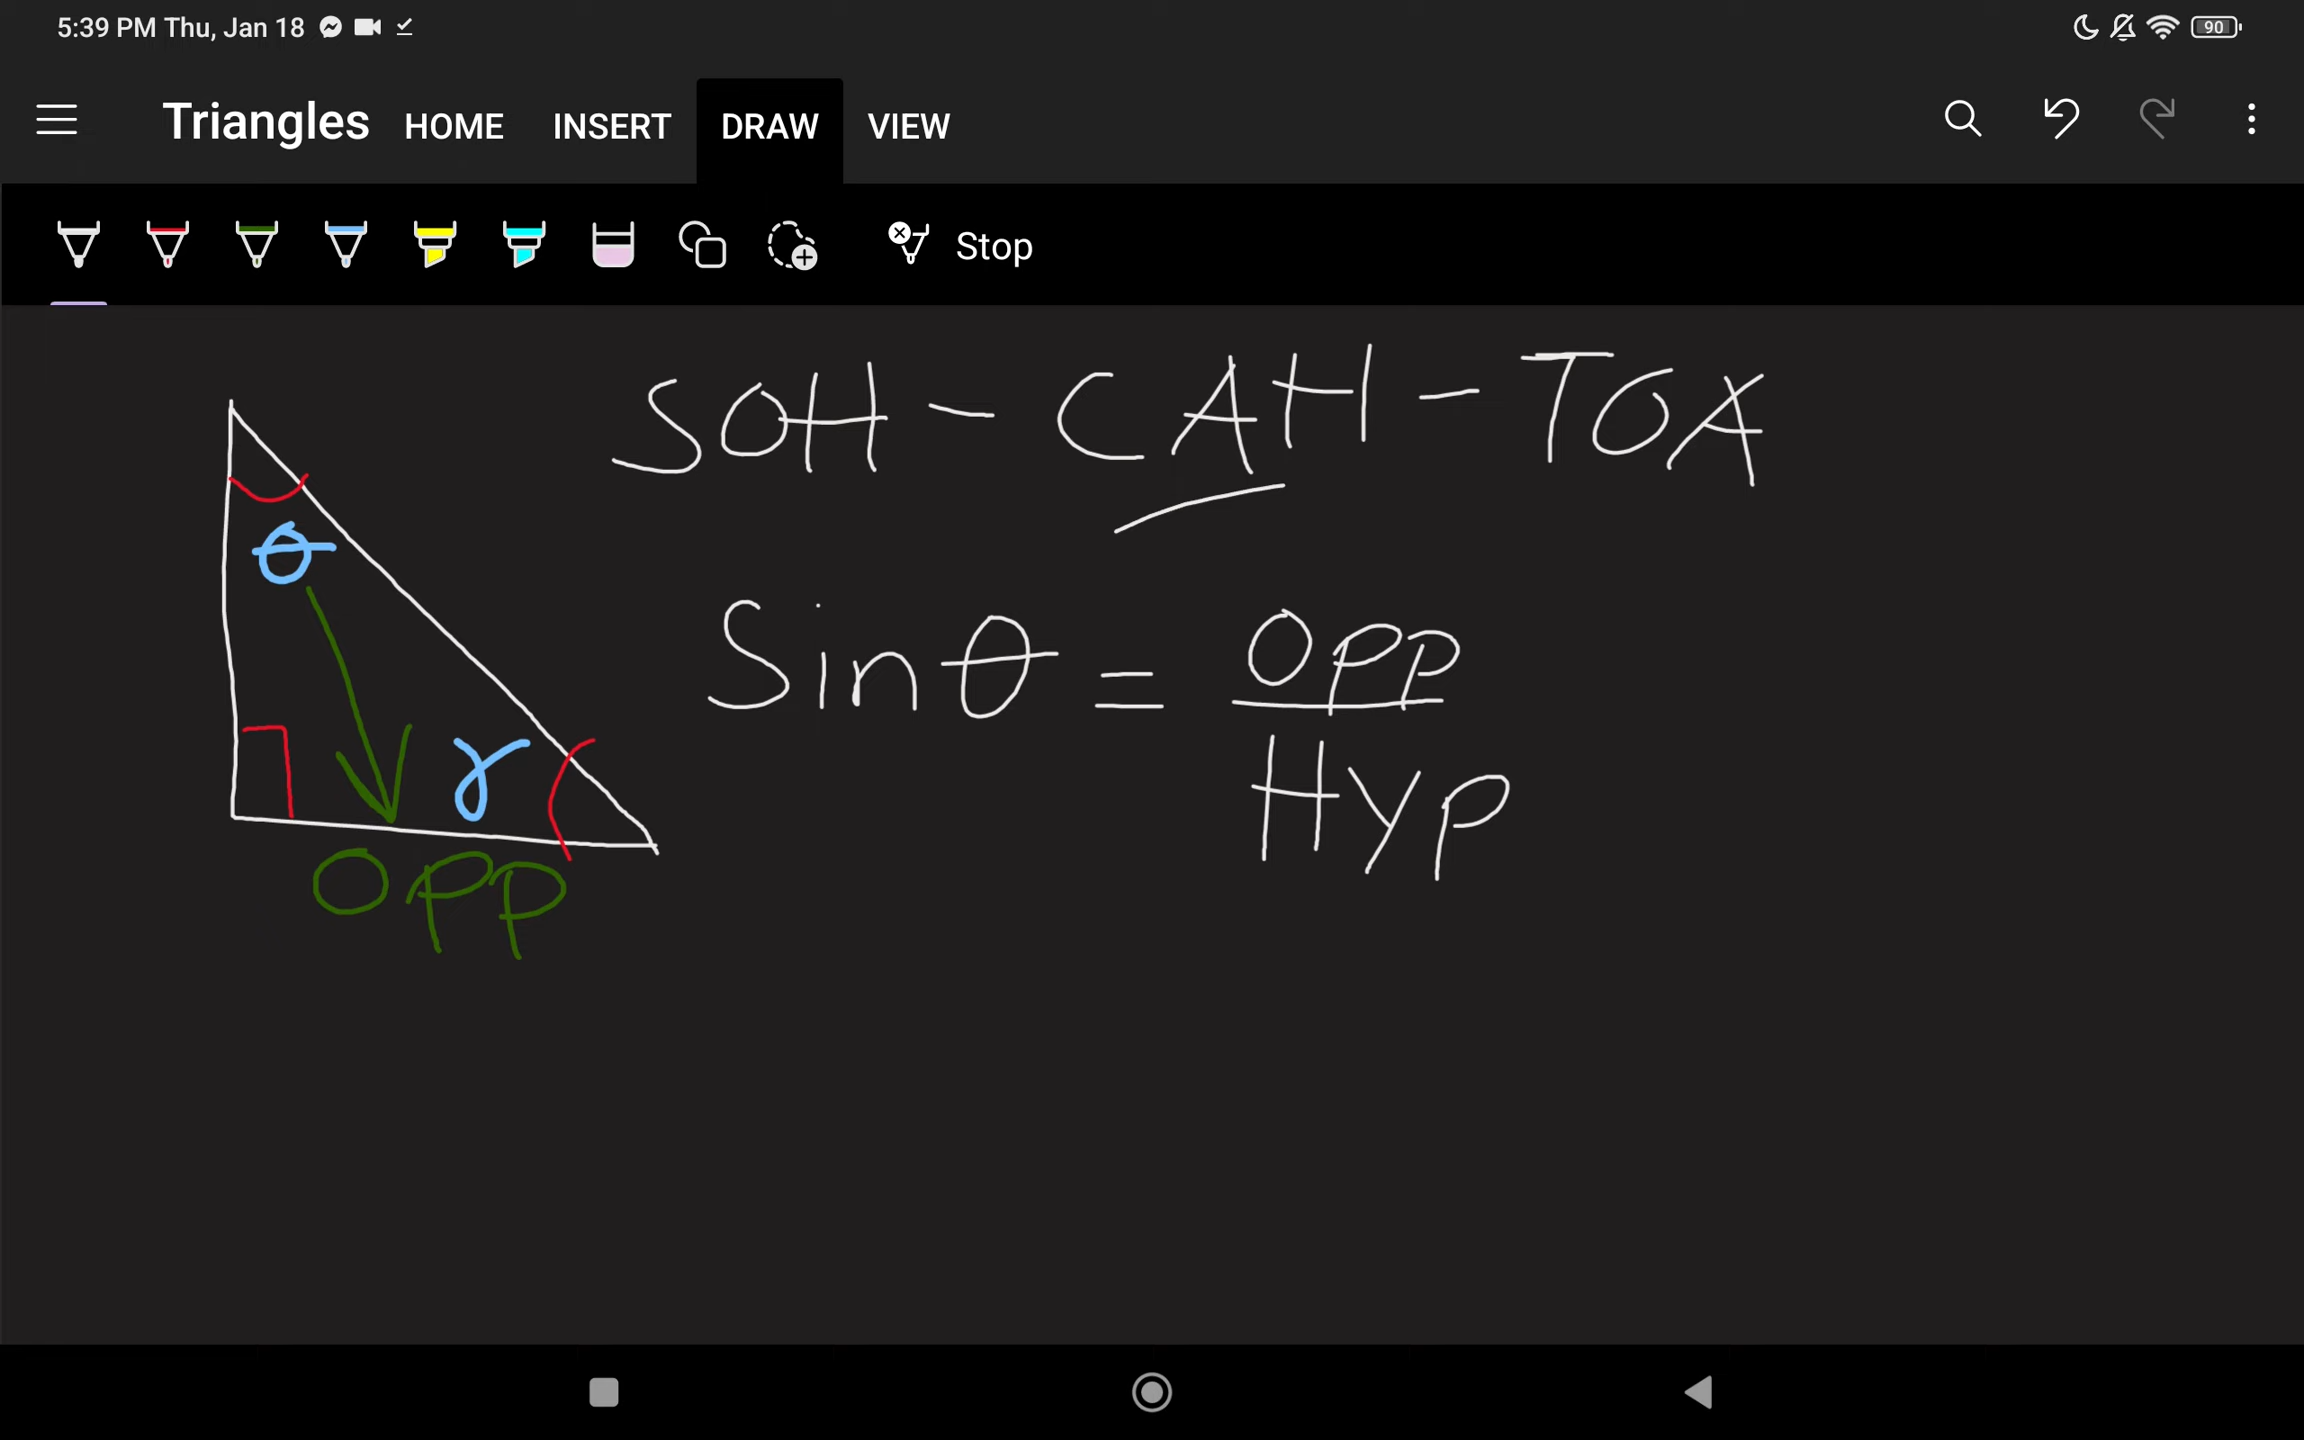 5:39 PM Thu, Jan 18
90
Triangles HOME INSERT DRAW VIEW
Stop
SOH - CAH - TOA
θ
Sinθ = OPP
HYP
γ
OPP